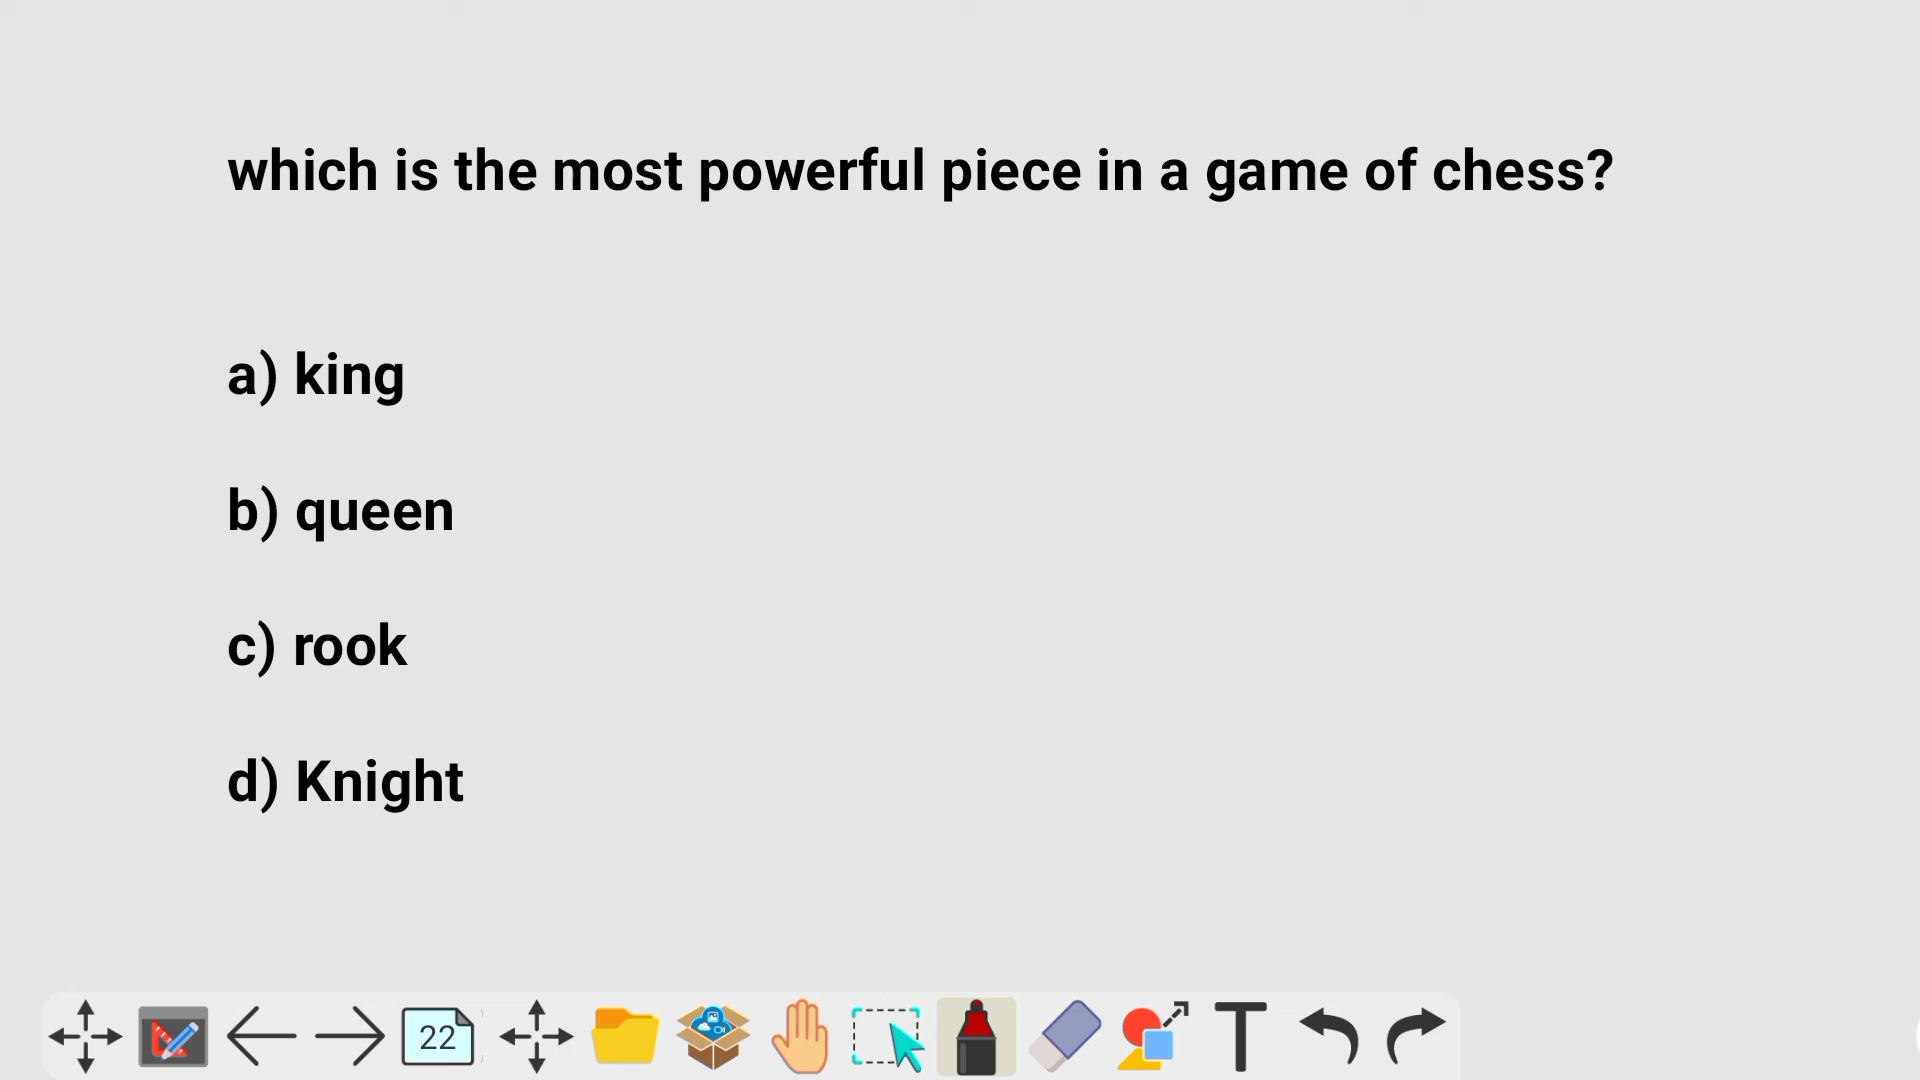 which is the most powerful piece in a game of chess?
a) king
b) queen
c) rook
d) Knight
22
T